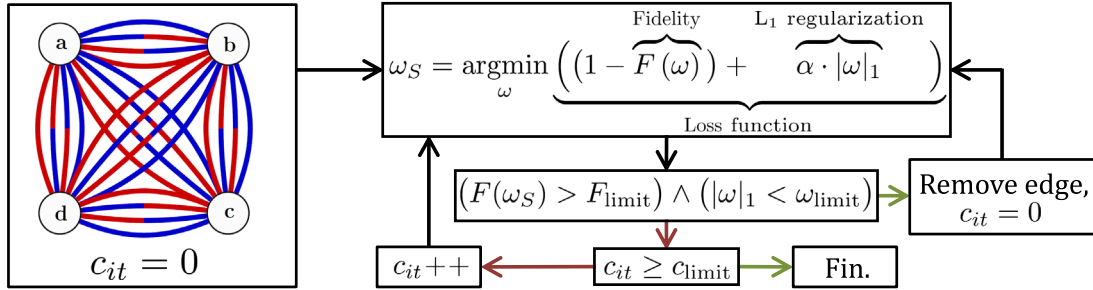 a
b
d
c
c_{it} = 0
Fidelity
L_1 regularization
ω_S = argmin_ω ((1 − F(ω)) + α · |ω|_1)
Loss function
(F(ω_S) > F_limit) ∧ (|ω|_1 < ω_limit)
Remove edge,
c_{it} = 0
c_{it}++
c_{it} ≥ c_limit
Fin.